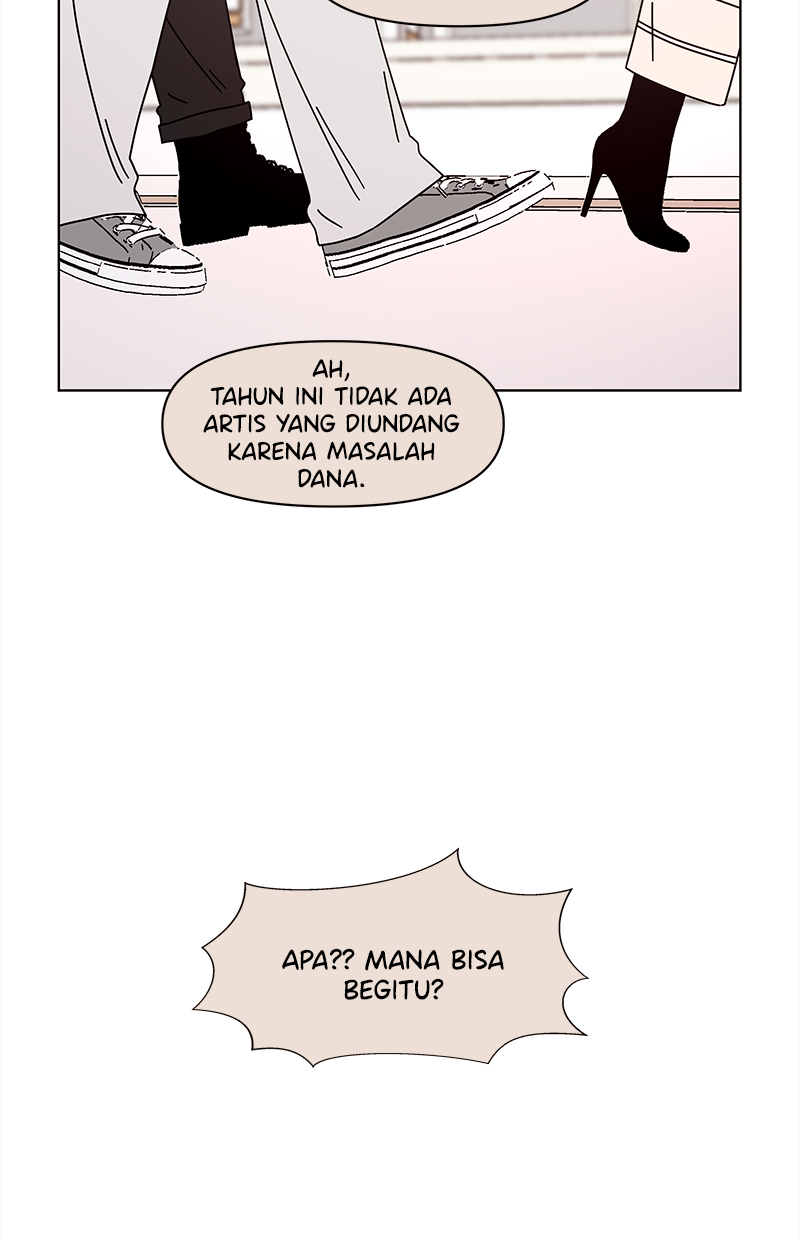 AH,
TAHUN INI TIDAK ADA
ARTIS YANG DIUNDANG
KARENA MASALAH
DANA.
APA?? MANA BISA
BEGITU?